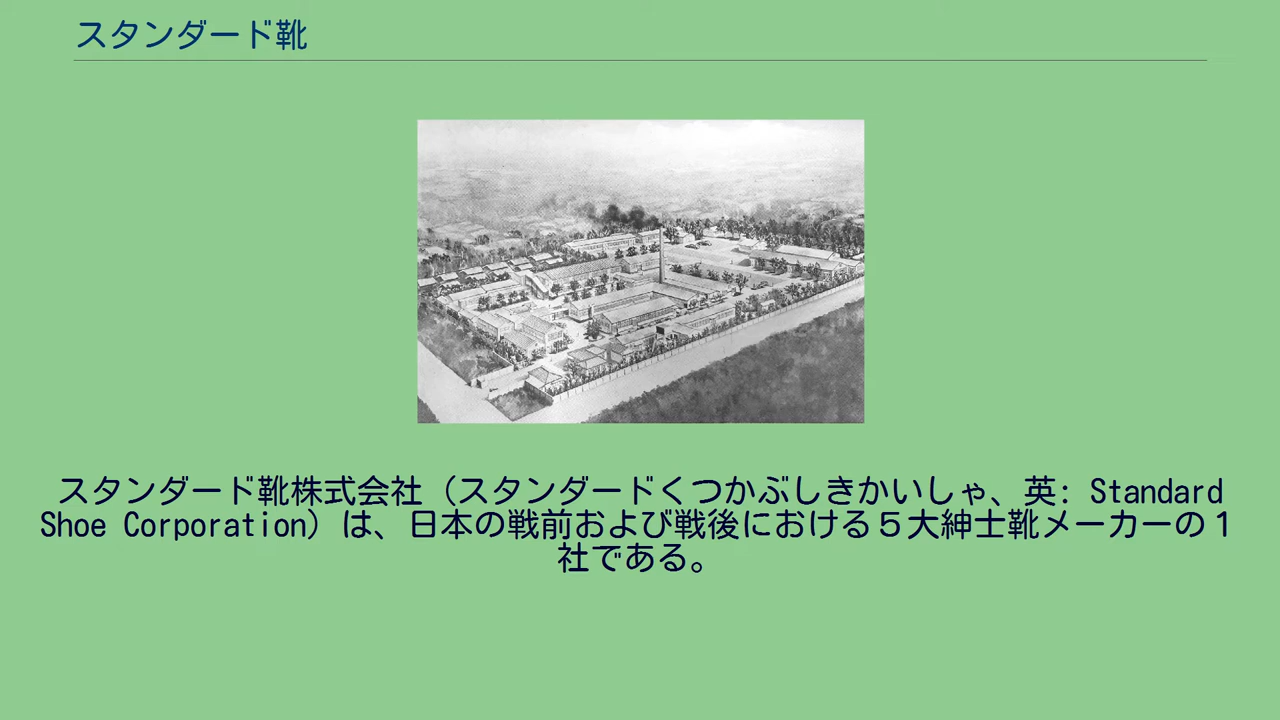 スタンダード靴
スタンダード靴株式会社（スタンダードくつかぶしきかいしゃ、英: Standard
Shoe Corporation）は、日本の戦前および戦後における５大紳士靴メーカーの１
社である。